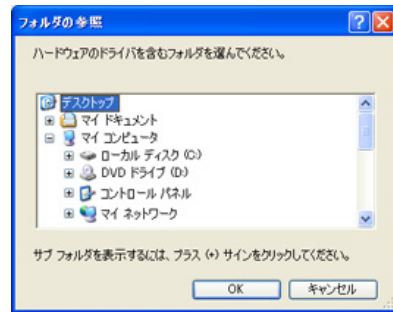 フォルダの参照
ハードウェアのドライバを含むフォルダを選んでください。
デスクトップ
マイ ドキュメント
マイ コンピュータ
ローカル ディスク (C:)
DVD ドライブ (D:)
コントロール パネル
マイ ネットワーク
サブ フォルダを表示するには、プラス (+) サインをクリックしてください。
OK
キャンセル